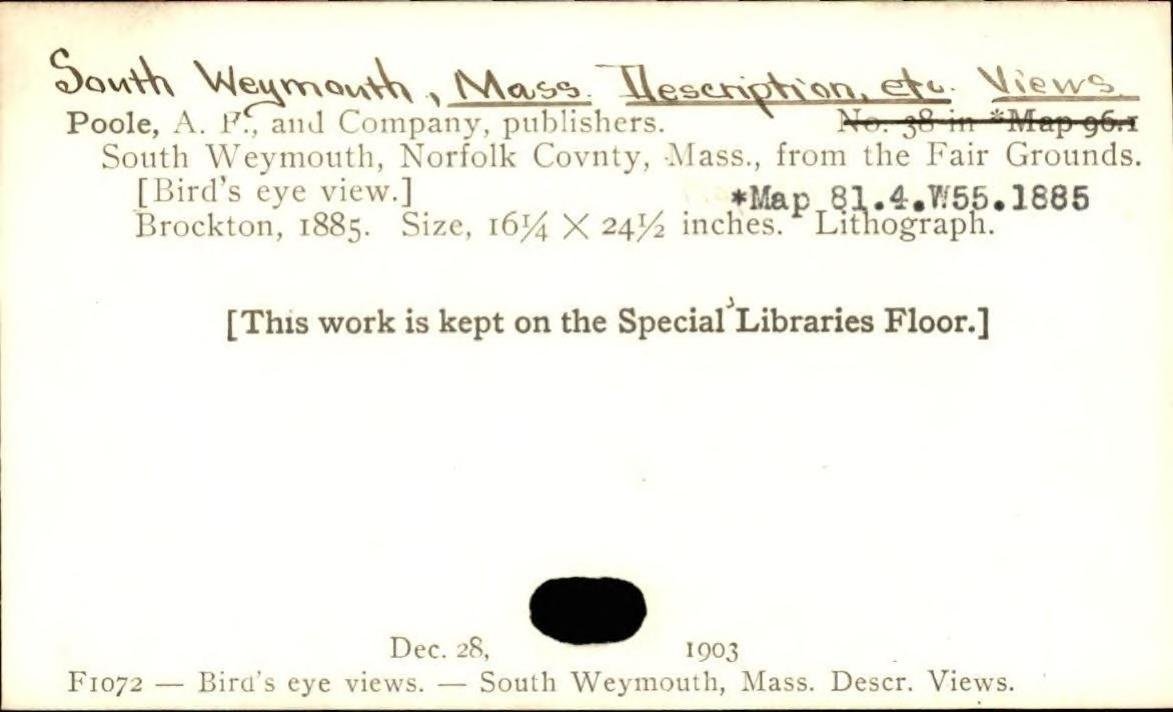 South Weymouth, Mass. Description, etc. Views.
Poole, A. F., and Company, publishers. No. 38 in *Map 96.1
South Weymouth, Norfolk Covnty, Mass., from the Fair Grounds.
[Bird's eye view.] *Map 81.4.W55.1885
Brockton, 1885. Size, 16¼ X 24½ inches. Lithograph.
[This work is kept on the Special Libraries Floor.]
Dec. 28, 1903
F1072 — Bird's eye views. — South Weymouth, Mass. Descr. Views.